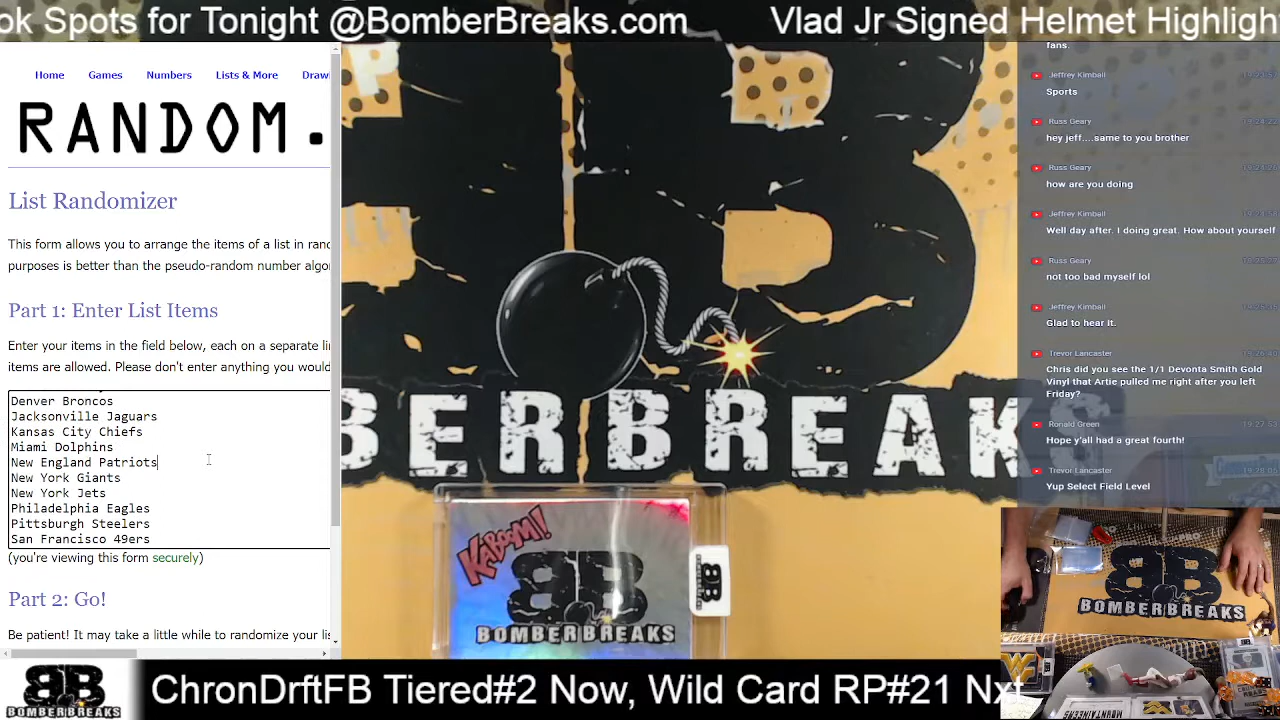 ok Spots for Tonight @BomberBreaks.com Vlad Jr Signed Helmet Highligh
Home Games Numbers Lists & More Draw
RANDOM.
List Randomizer
This form allows you to arrange the items of a list in ran
purposes is better than the pseudo-random number algo
Part 1: Enter List Items
Enter your items in the field below, each on a separate li
items are allowed. Please don't enter anything you would
Denver Broncos
Jacksonville Jaguars
Kansas City Chiefs
Miami Dolphins
New England Patriots
New York Giants
New York Jets
Philadelphia Eagles
Pittsburgh Steelers
San Francisco 49ers
(you're viewing this form securely)
Part 2: Go!
Be patient! It may take a little while to randomize your lis
BER BREAKS
KABOOM!
BB
BOMBERBREAKS
BB
fans.
Jeffrey Kimball
Sports
Russ Geary
hey jeff....same to you brother
Russ Geary
how are you doing
Jeffrey Kimball
Well day after. I doing great. How about yourself
Russ Geary
not too bad myself lol
Jeffrey Kimball
Glad to hear it.
Trevor Lancaster
Chris did you see the 1/1 Devonta Smith Gold
Vinyl that Artie pulled me right after you left
Friday?
Ronald Green 19:27:53
Hope y'all had a great fourth!
Trevor Lancaster
Yup Select Field Level
BB
BOMBERBREAKS
MOUNTAINEERS
BB
BOMBERBREAKS
ChronDrftFB Tiered#2 Now, Wild Card RP#21 Nxt